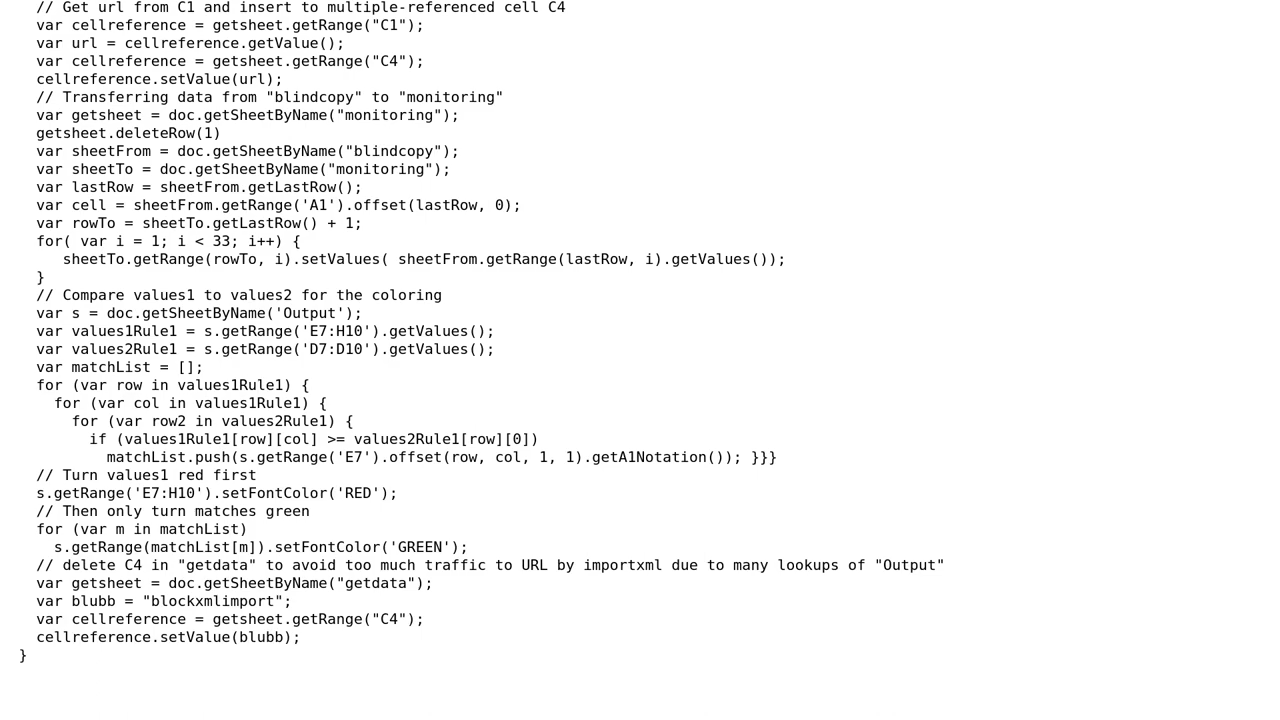 // Get url from C1 and insert to multiple-referenced cell C4
var cellreference = getsheet.getRange("C1");
var url = cellreference.getValue();
var cellreference = getsheet.getRange("C4");
cellreference.setValue(url);
// Transferring data from "blindcopy" to "monitoring"
var getsheet = doc.getSheetByName("monitoring");
getsheet.deleteRow(1)
var sheetFrom = doc.getSheetByName("blindcopy");
var sheetTo = doc.getSheetByName("monitoring");
var lastRow = sheetFrom.getLastRow();
var cell = sheetFrom.getRange('A1').offset(lastRow, 0);
var rowTo = sheetTo.getLastRow() + 1;
for( var i = 1; i < 33; i++) {
sheetTo.getRange(rowTo, i).setValues( sheetFrom.getRange(lastRow, i).getValues());
}
// Compare values1 to values2 for the coloring
var s = doc.getSheetByName('Output');
var values1Rule1 = s.getRange('E7:H10').getValues();
var values2Rule1 = s.getRange('D7:D10').getValues();
var matchList = [];
for (var row in values1Rule1) {
for (var col in values1Rule1) {
for (var row2 in values2Rule1) {
if (values1Rule1[row][col] >= values2Rule1[row][0])
matchList.push(s.getRange('E7').offset(row, col, 1, 1).getA1Notation()); }}}
// Turn values1 red first
s.getRange('E7:H10').setFontColor('RED');
// Then only turn matches green
for (var m in matchList)
s.getRange(matchList[m]).setFontColor('GREEN');
// delete C4 in "getdata" to avoid too much traffic to URL by importxml due to many lookups of "Output"
var getsheet = doc.getSheetByName("getdata");
var blubb = "blockxmlimport";
var cellreference = getsheet.getRange("C4");
cellreference.setValue(blubb);
}